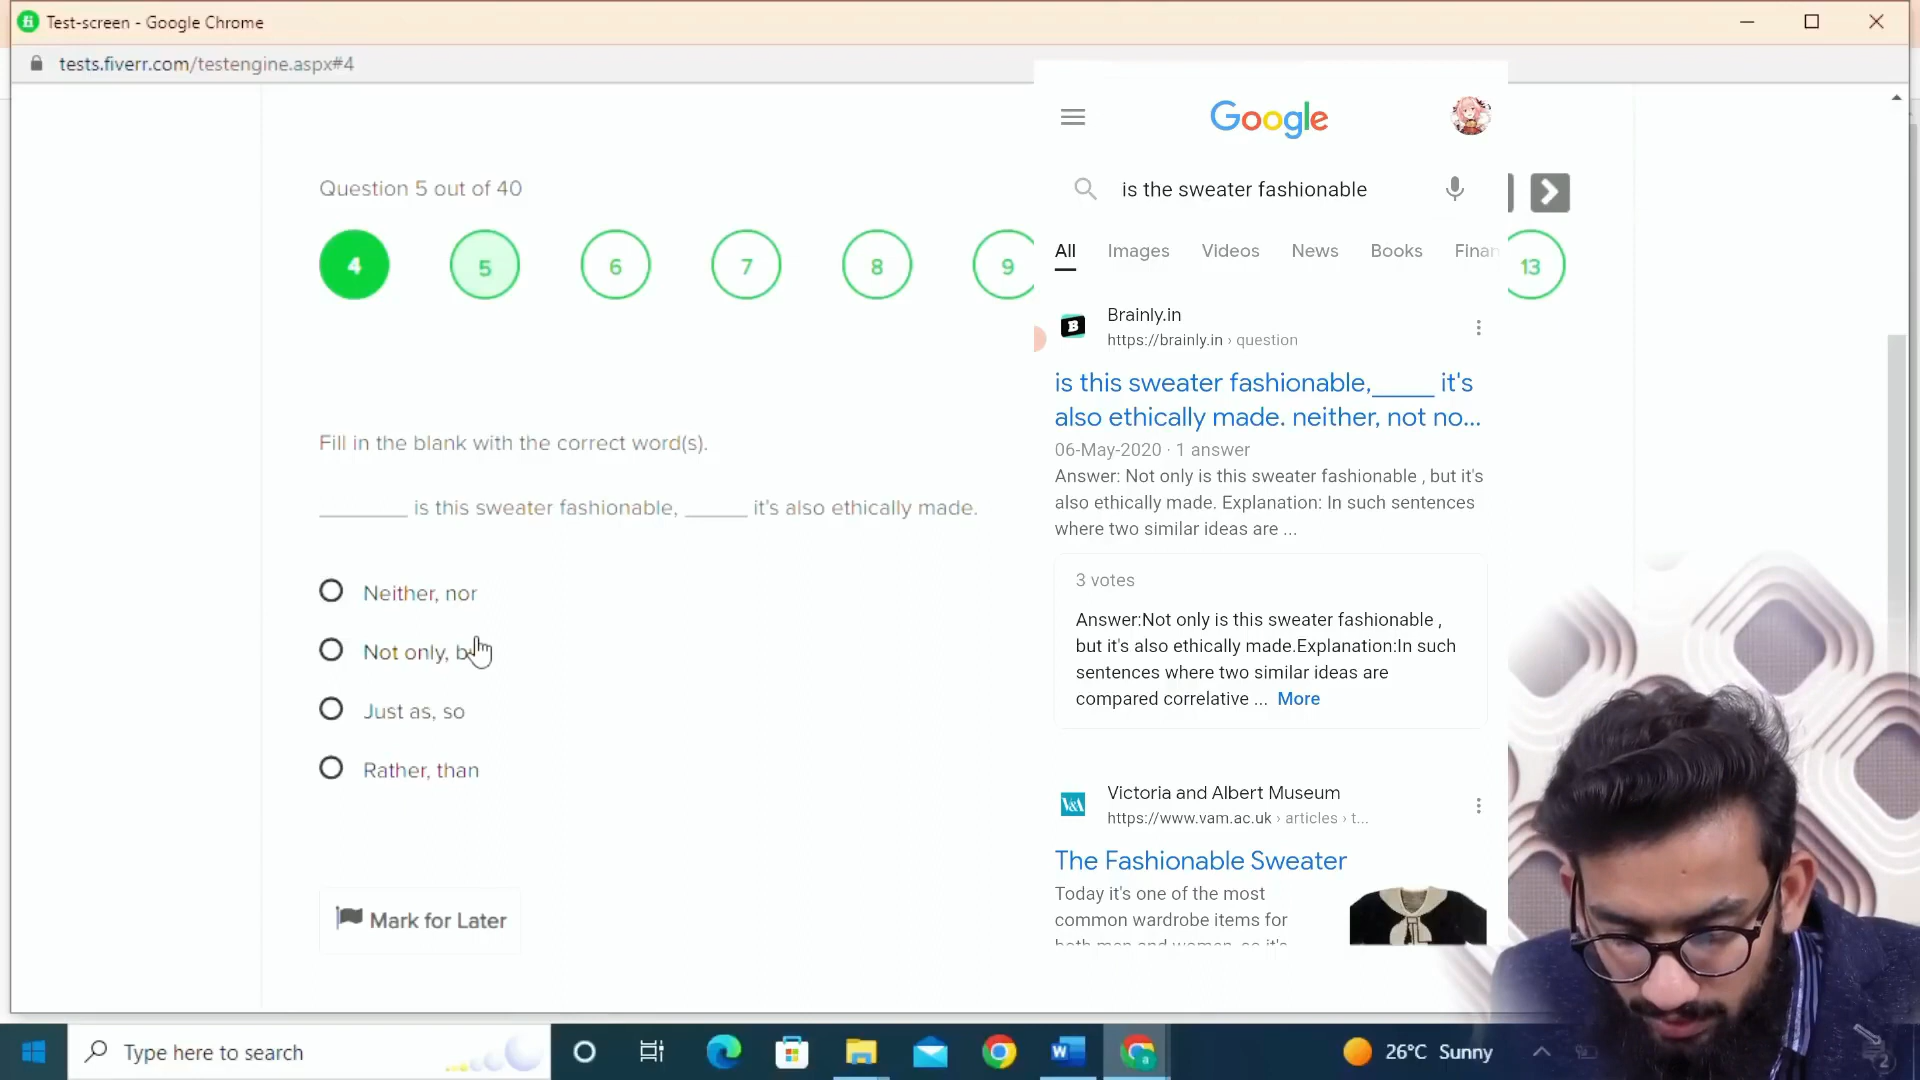 Test-screen - Google Chrome
tests.fiverr.com/testengine.aspx#4
Question 5 out of 40
4
5
6
7
8
9
13
Fill in the blank with the correct word(s).
________ is this sweater fashionable, ______ it's also ethically made.
Neither, nor
Not only,
Just as, so
Rather, than
Mark for Later
Google
is the sweater fashionable
All Images Videos News Books Finan
Brainly.in
https://brainly.in › question
is this sweater fashionable,_____ it's
also ethically made. neither, not no...
06-May-2020 · 1 answer
Answer: Not only is this sweater fashionable , but it's
also ethically made. Explanation: In such sentences
where two similar ideas are ...
3 votes
Answer:Not only is this sweater fashionable ,
but it's also ethically made.Explanation:In such
sentences where two similar ideas are
compared correlative ... More
Victoria and Albert Museum
https://www.vam.ac.uk › articles › t...
V&A
The Fashionable Sweater
Today it's one of the most
common wardrobe items for
Type here to search
26°C Sunny